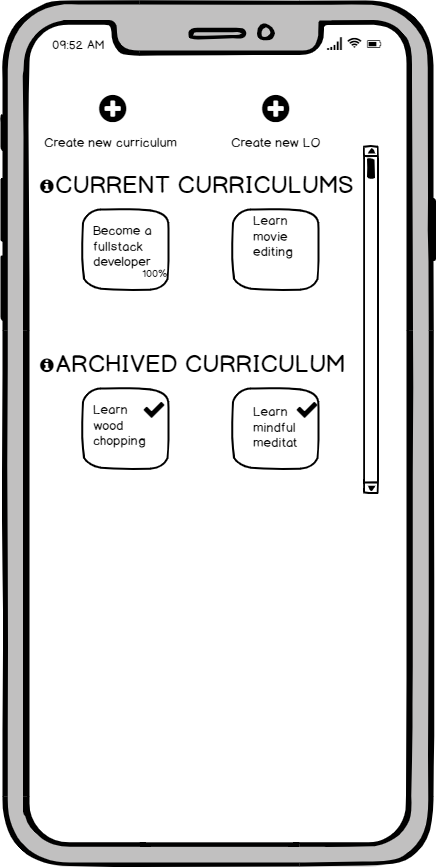 09:52 AM
Create new curriculum
Create new LO
CURRENT CURRICULUMS
Become a
fullstack
developer
100%
Learn
movie
editing
ARCHIVED CURRICULUM
Learn
wood
chopping
Learn
mindful
meditat